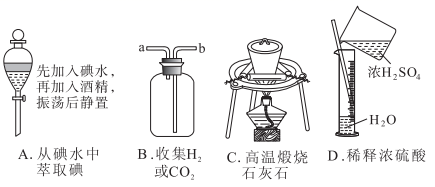 先加入碘水，
再加入酒精，
振荡后静置
a
b
浓H₂SO₄
H₂O
A.从碘水中
萃取碘
B.收集H₂
或CO₂
C.高温煅烧
石灰石
D.稀释浓硫酸